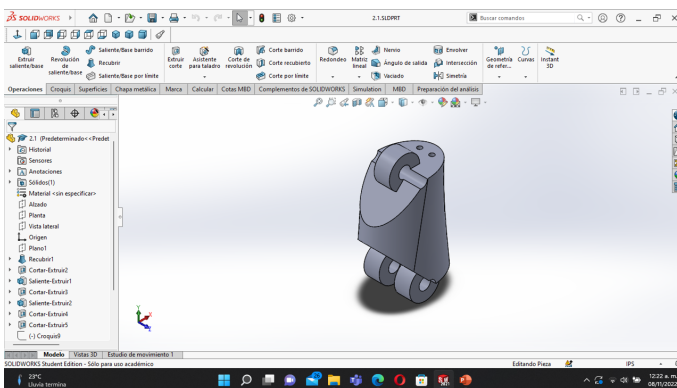 SOLIDWORKS
2.1.SLDPRT
Buscar comandos
Extruir saliente/base
Revolución de saliente/base
Saliente/Base barrido
Recubrir
Saliente/Base por límite
Extruir corte
Asistente para taladro
Corte de revolución
Corte barrido
Corte recubierto
Corte por límite
Redondeo
Matriz lineal
Nervio
Ángulo de salida
Vaciado
Envolver
Intersección
Simetría
Geometría de refer...
Curvas
Instant 3D
Operaciones Croquis Superficies Chapa metálica Marca Calcular Cotas MBD Complementos de SOLIDWORKS Simulation MBD Preparación del análisis
2.1 (Predeterminado<<Predet
Historial
Sensores
Anotaciones
Sólidos(1)
Material <sin especificar>
Alzado
Planta
Vista lateral
Origen
Plano1
Recubrir1
Cortar-Extruir2
Saliente-Extruir1
Cortar-Extruir3
Saliente-Extruir2
Cortar-Extruir4
Cortar-Extruir5
(-) Croquis9
Modelo Vistas 3D Estudio de movimiento 1
SOLIDWORKS Student Edition - Sólo para uso académico
Editando Pieza
IPS
23°C
Lluvia termina
12:22 a. m.
06/11/2022